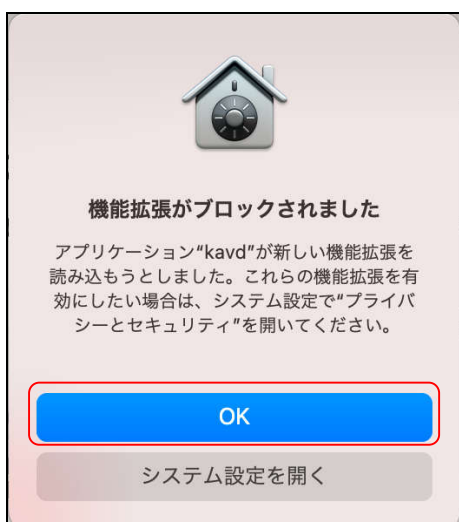 機能拡張がブロックされました
アプリケーション“kavd”が新しい機能拡張を
読み込もうとしました。これらの機能拡張を有
効にしたい場合は、システム設定で“プライバ
シーとセキュリティ”を開いてください。
OK
システム設定を開く